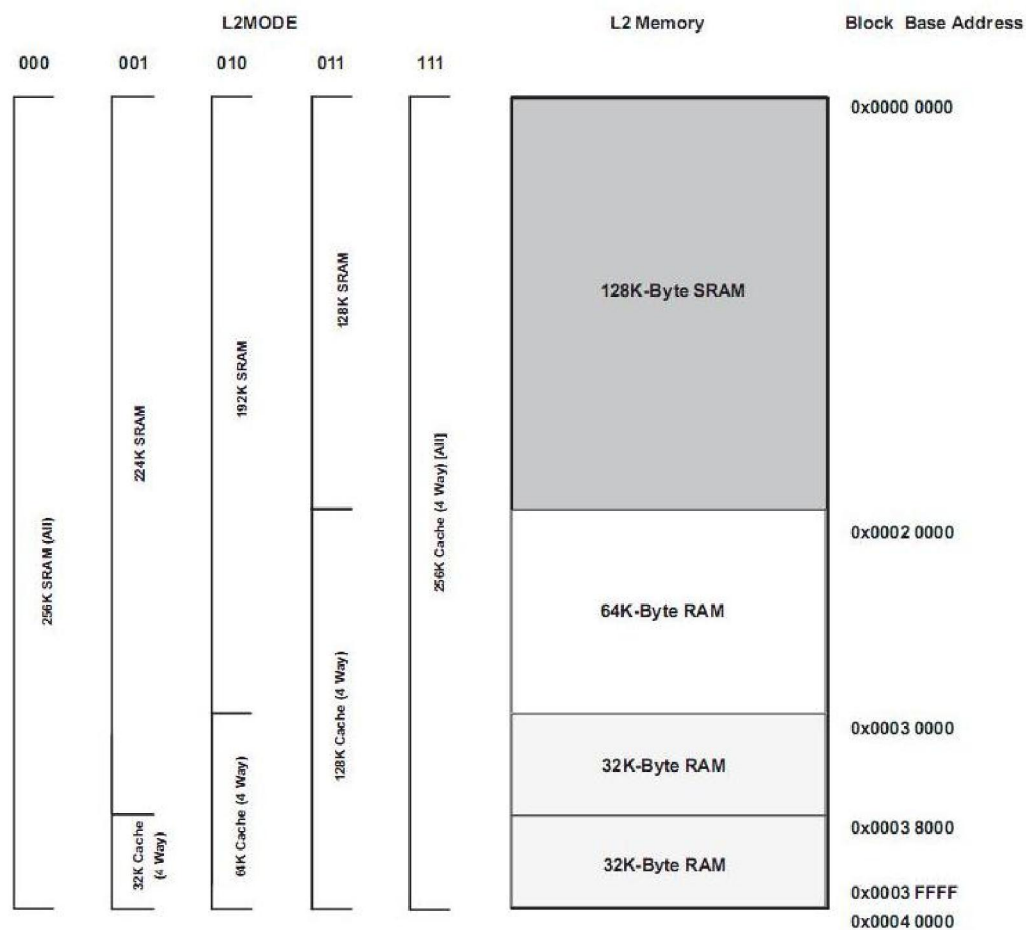 L2MODE
L2 Memory
Block Base Address
000
001
010
011
111
256K SRAM (All)
224K SRAM
32K Cache
(4 Way)
192K SRAM
64K Cache (4 Way)
128K SRAM
128K Cache (4 Way)
256K Cache (4 Way) [All]
128K-Byte SRAM
64K-Byte RAM
32K-Byte RAM
32K-Byte RAM
0x0000 0000
0x0002 0000
0x0003 0000
0x0003 8000
0x0003 FFFF
0x0004 0000